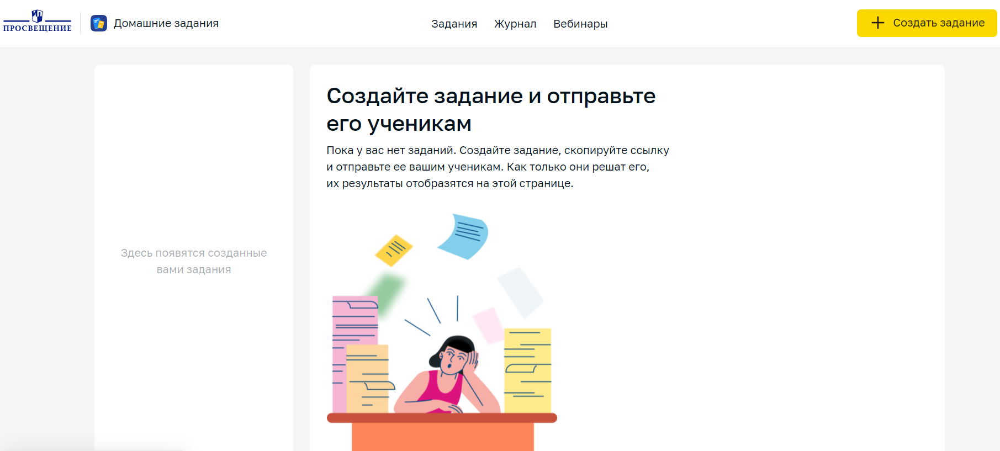 ИП
ПРОСВЕЩЕНИЕ
Домашние задания
Задания
Журнал
Вебинары
Создать задание
Здесь появятся созданные
вами задания
Создайте задание и отправьте
его ученикам
Пока у вас нет заданий. Создайте задание, скопируйте ссылку
и отправьте ее вашим ученикам. Как только они решат его,
их результаты отобразятся на этой странице.